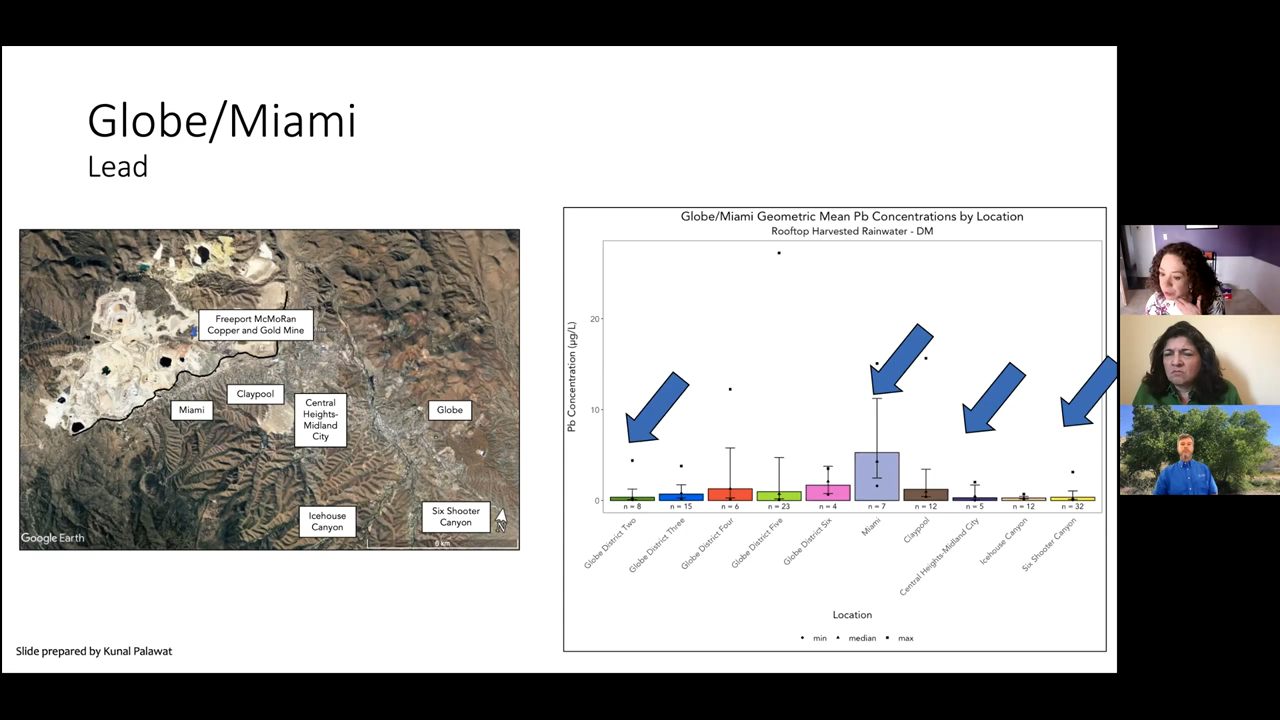 Globe/Miami
Lead
Freeport McMoRan
Copper and Gold Mine
Claypool
Miami
Central
Heights-
Midland
City
Globe
Icehouse
Canyon
Six Shooter
Canyon
N
Google Earth
6 km
Globe/Miami Geometric Mean Pb Concentrations by Location
Rooftop Harvested Rainwater - DM
Pb Concentration (µg/L)
20
10
0
n = 8 n = 15 n = 6 n = 23 n = 4 n = 7 n = 12 n = 5 n = 12 n = 32
Globe District Two
Globe District Three
Globe District Four
Globe District Five
Globe District Six
Miami
Claypool
Central Heights-Midland City
Icehouse Canyon
Six Shooter Canyon
Location
min median max
Slide prepared by Kunal Palawat